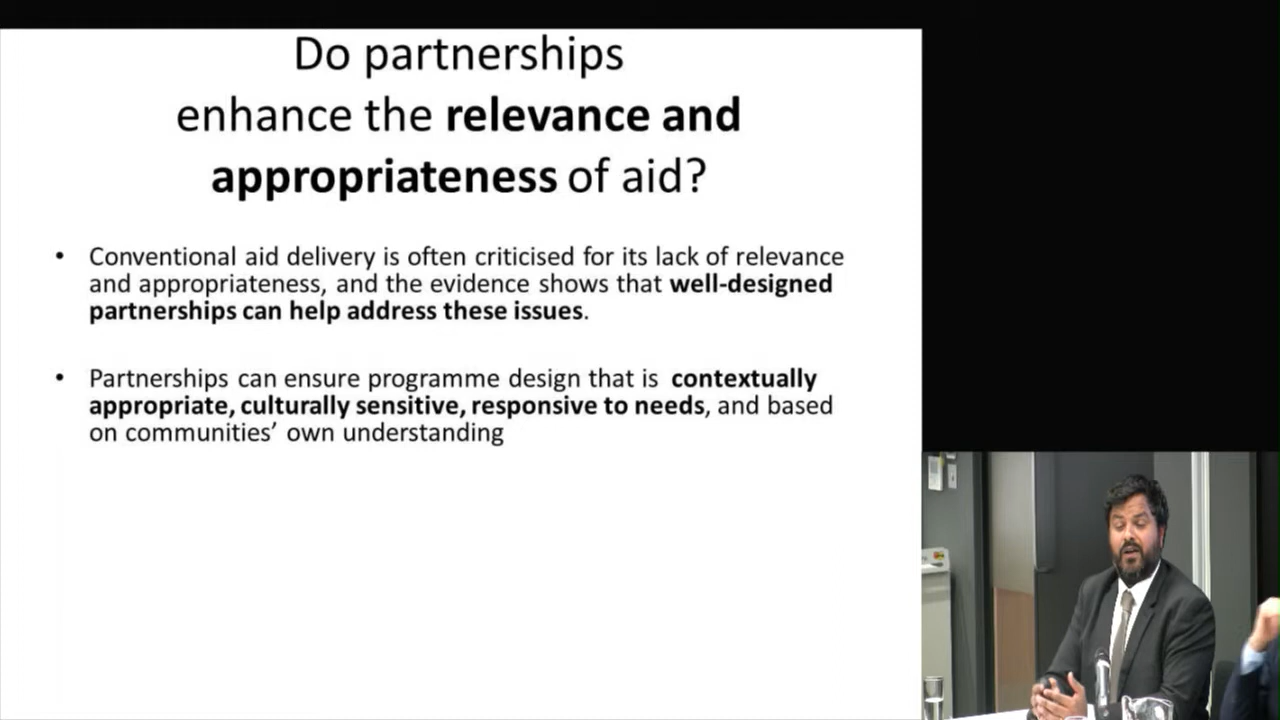 Do partnerships
enhance the relevance and
appropriateness of aid?
• Conventional aid delivery is often criticised for its lack of relevance
and appropriateness, and the evidence shows that well-designed
partnerships can help address these issues.
• Partnerships can ensure programme design that is contextually
appropriate, culturally sensitive, responsive to needs, and based
on communities’ own understanding